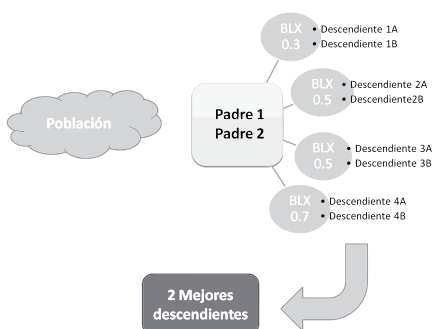 BLX
0.3
• Descendiente 1A
• Descendiente 1B
BLX
0.5
• Descendiente 2A
• Descendiente2B
Población
Padre 1
Padre 2
BLX
0.5
• Descendiente 3A
• Descendiente 3B
BLX
0.7
• Descendiente 4A
• Descendiente 4B
2 Mejores
descendientes